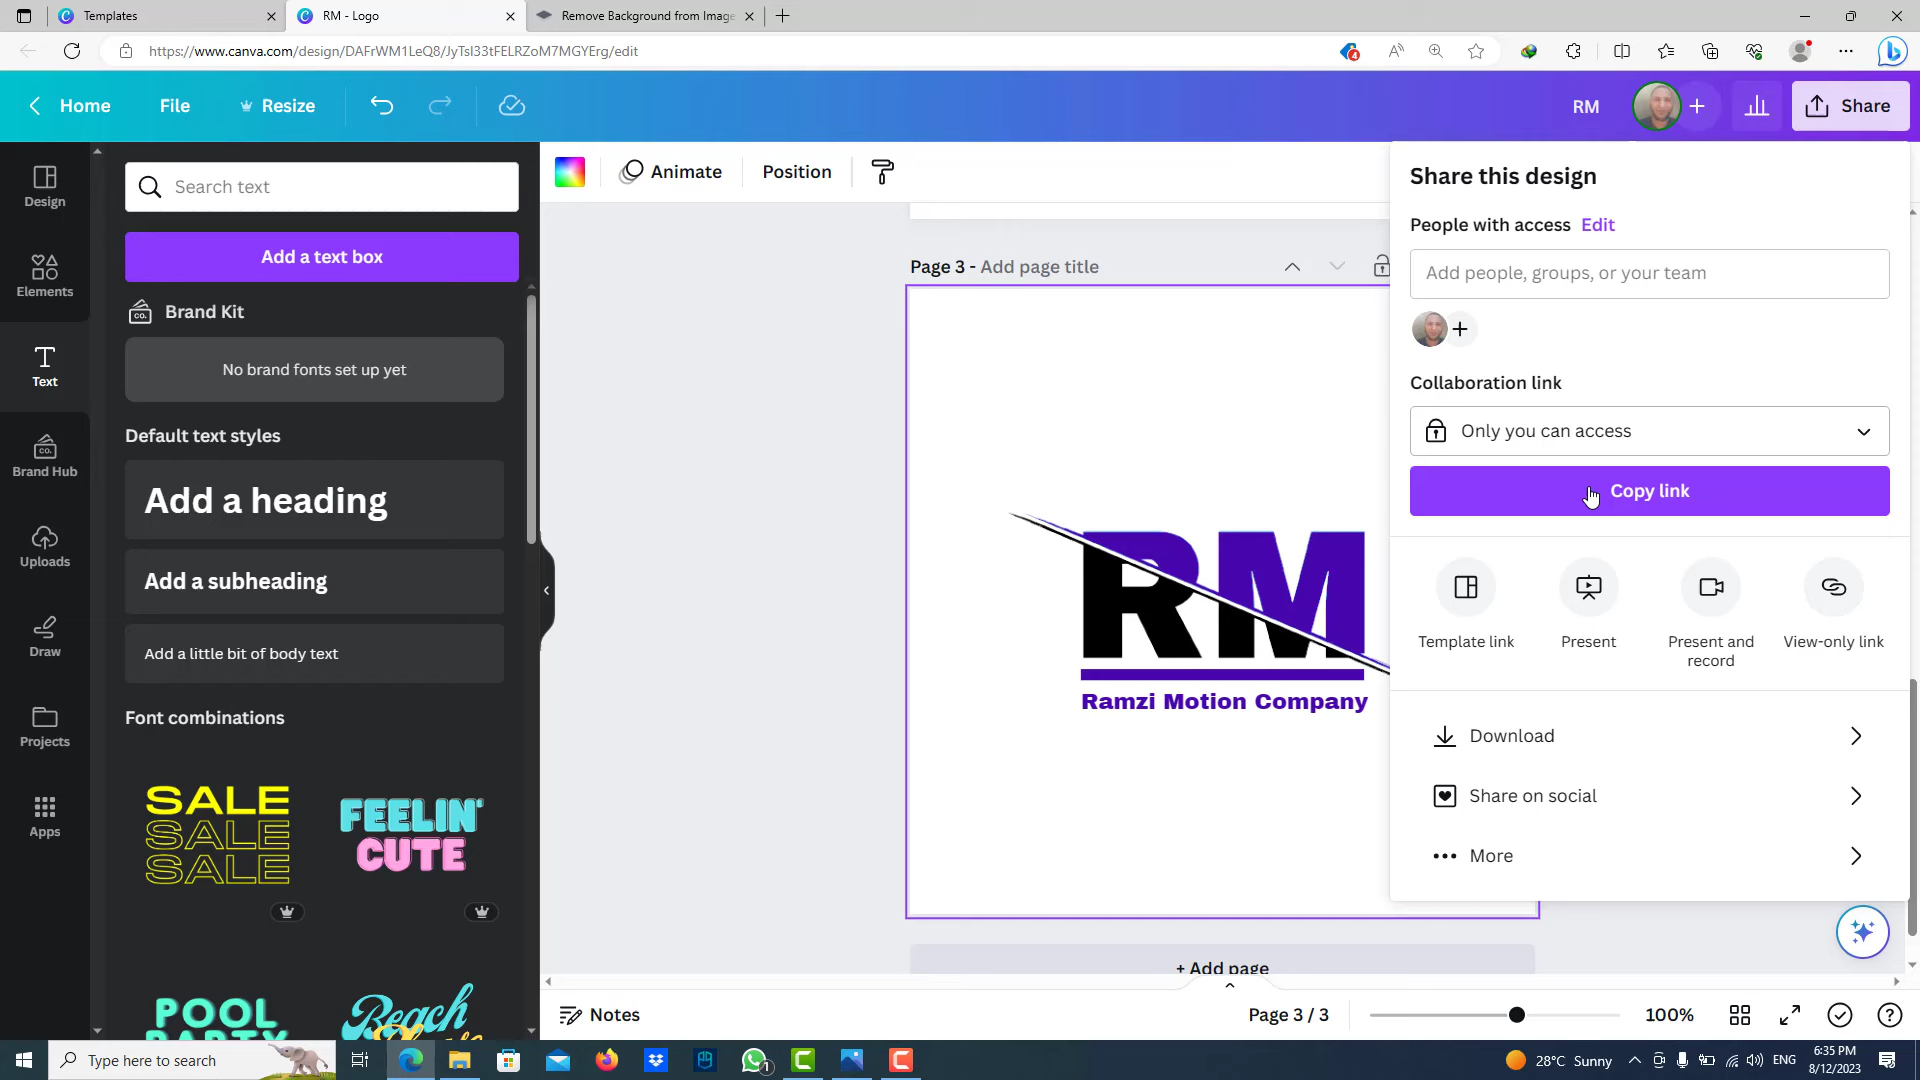 Templates
RM - Logo
Remove Background from Image
https://www.canva.com/design/DAFrWM1LeQ8/JyTsI33tFELRZoM7MGYErg/edit
4
Home
File
Resize
RM
Share
Search text
Add a text box
Brand Kit
No brand fonts set up yet
Default text styles
Add a heading
Add a subheading
Add a little bit of body text
Font combinations
SALE
SALE
SALE
FEELIN'
CUTE
POOL
PARTY
Beach
Design
Elements
Text
Brand Hub
Uploads
Draw
Projects
Apps
Animate
Position
Page 3 - Add page title
RM
Ramzi Motion Company
+ Add page
Share this design
People with access Edit
Add people, groups, or your team
Collaboration link
Only you can access
Copy link
Template link
Present
Present and
record
View-only link
Download
Share on social
More
Notes
Page 3 / 3
100%
Type here to search
1
28°C Sunny
ENG
6:35 PM
8/12/2023